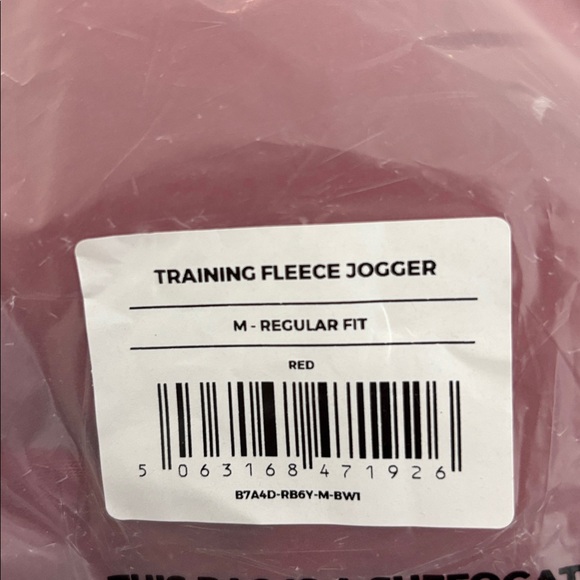 TRAINING FLEECE JOGGER
M - REGULAR FIT
RED
5 063168 471926
B7A4D-RB6Y-M-BW1